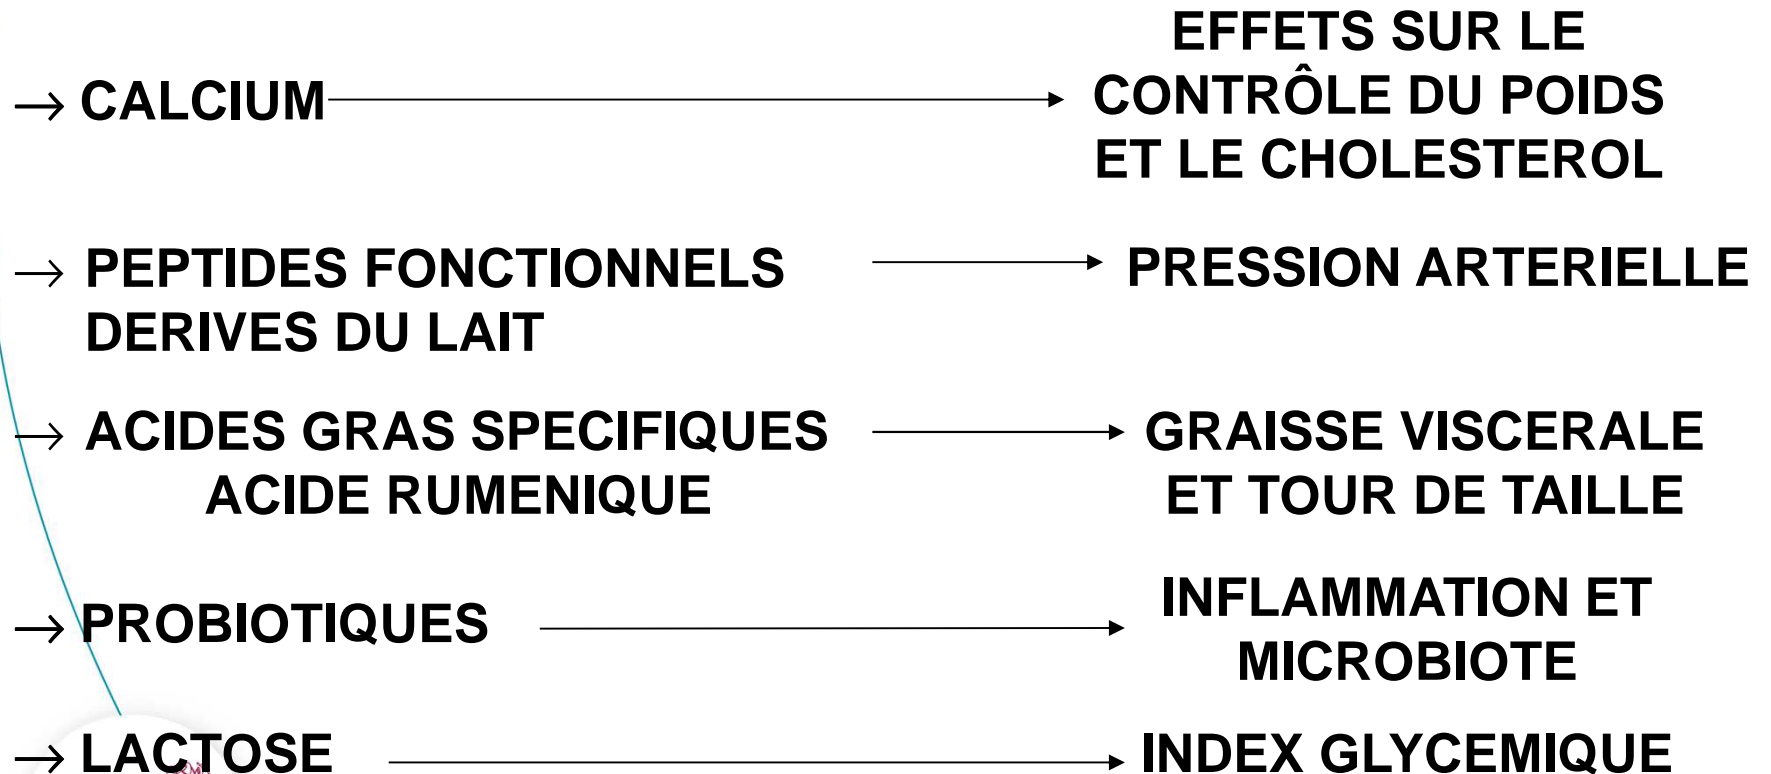 → CALCIUM
EFFETS SUR LE
CONTRÔLE DU POIDS
ET LE CHOLESTEROL
→ PEPTIDES FONCTIONNELS
DERIVES DU LAIT
PRESSION ARTERIELLE
→ ACIDES GRAS SPECIFIQUES
ACIDE RUMENIQUE
GRAISSE VISCERALE
ET TOUR DE TAILLE
→ PROBIOTIQUES
INFLAMMATION ET
MICROBIOTE
→ LACTOSE
INDEX GLYCEMIQUE